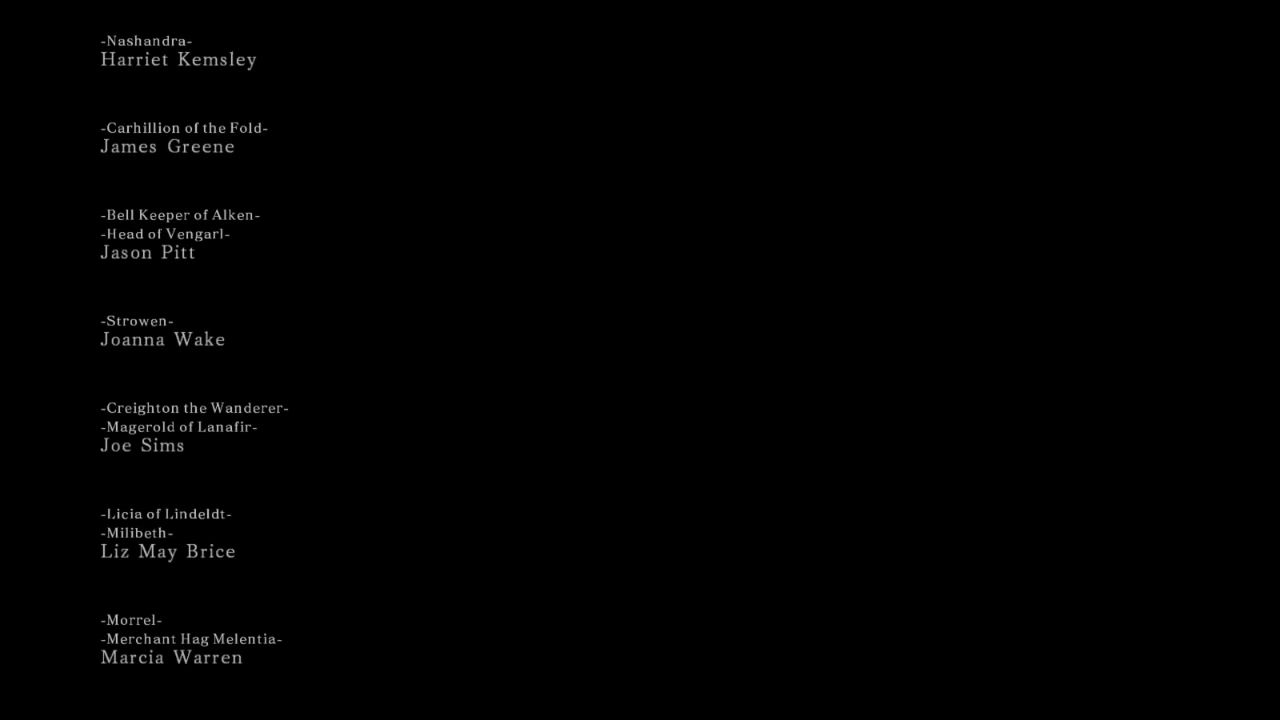 -Nashandra-
Harriet Kemsley
-Carhillion of the Fold-
James Greene
-Bell Keeper of Alken-
-Head of Vengarl-
Jason Pitt
-Strowen-
Joanna Wake
-Creighton the Wanderer-
-Magerold of Lanafir-
Joe Sims
-Licia of Lindeldt-
-Milibeth-
Liz May Brice
-Morrel-
-Merchant Hag Melentia-
Marcia Warren